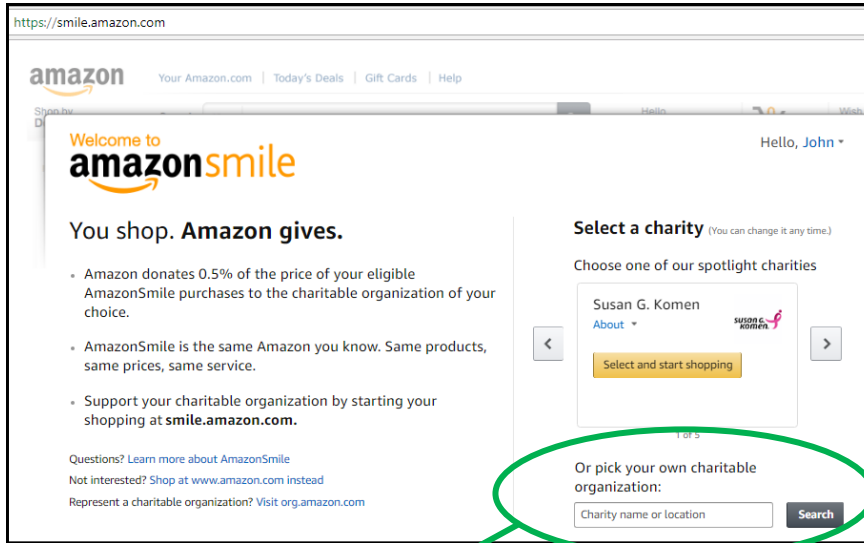 https://smile.amazon.com
amazon
Your Amazon.com | Today's Deals | Gift Cards | Help
Shop by
Hello
Wish
Welcome to
amazonsmile
Hello, John
You shop. Amazon gives.
• Amazon donates 0.5% of the price of your eligible
AmazonSmile purchases to the charitable organization of your
choice.
• AmazonSmile is the same Amazon you know. Same products,
same prices, same service.
• Support your charitable organization by starting your
shopping at smile.amazon.com.
Questions? Learn more about AmazonSmile
Not interested? Shop at www.amazon.com instead
Represent a charitable organization? Visit org.amazon.com
Select a charity (You can change it any time.)
Choose one of our spotlight charities
Susan G. Komen
About
susan G.
komen.
<
>
Select and start shopping
1 of 5
Or pick your own charitable
organization:
Charity name or location
Search